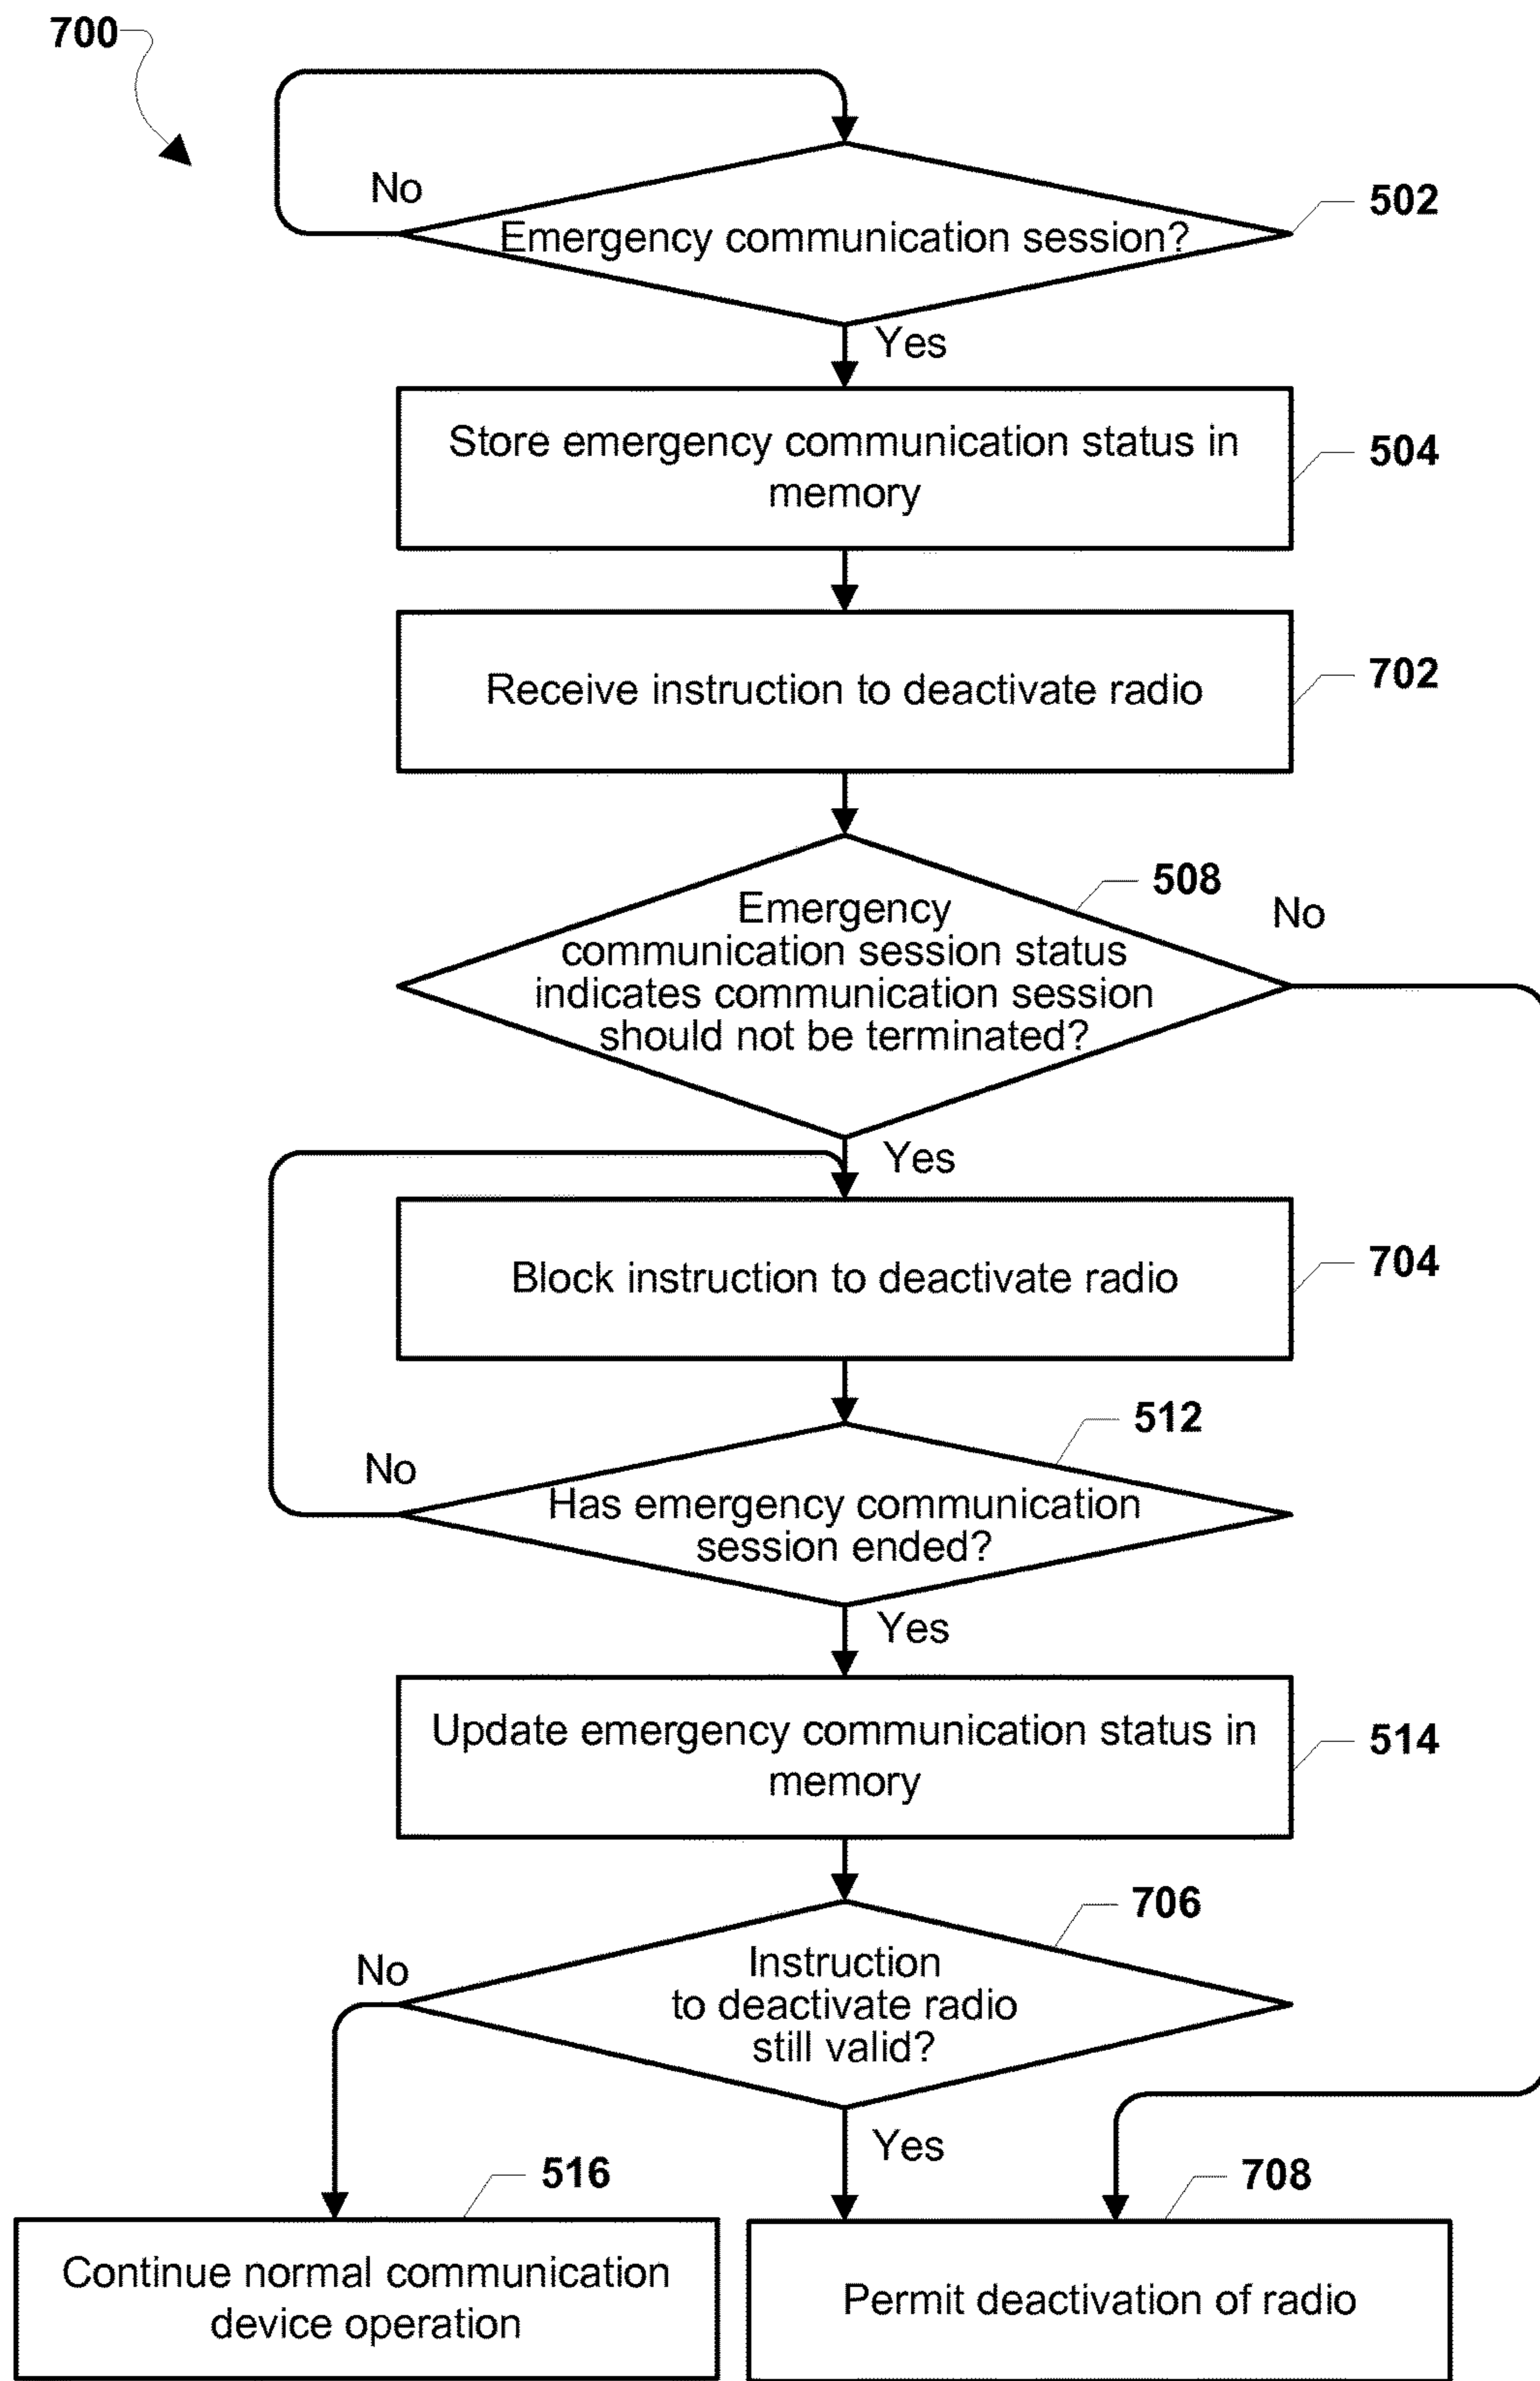 700
No
Emergency communication session?
502
Yes
Store emergency communication status in
memory
504
Receive instruction to deactivate radio
702
508
No
Emergency
communication session status
indicates communication session
should not be terminated?
Yes
Block instruction to deactivate radio
704
512
No
Has emergency communication
session ended?
Yes
Update emergency communication status in
memory
514
706
No
Instruction
to deactivate radio
still valid?
Yes
516
708
Continue normal communication
device operation
Permit deactivation of radio